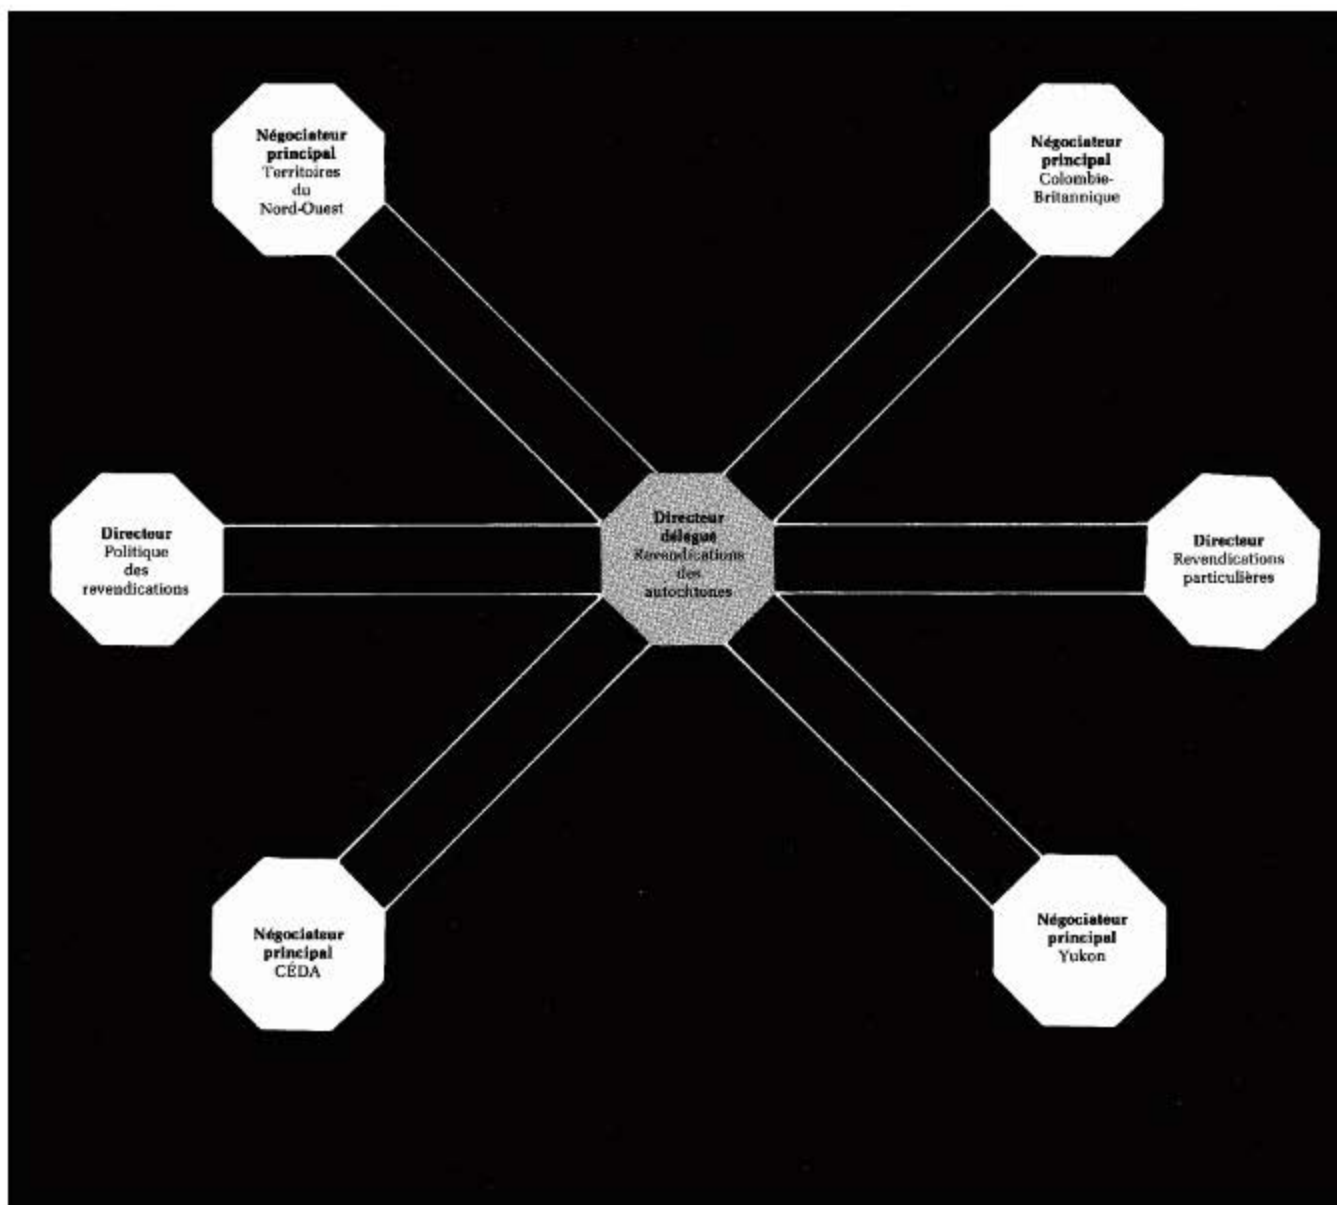 Négociateur
principal
Territoires
du
Nord-Ouest
Négociateur
principal
Colombie-
Britannique
Directeur
Politique
des
revendications
Directeur
délégué
Revendications
des
autochtones
Directeur
Revendications
particulières
Négociateur
principal
CÉDA
Négociateur
principal
Yukon